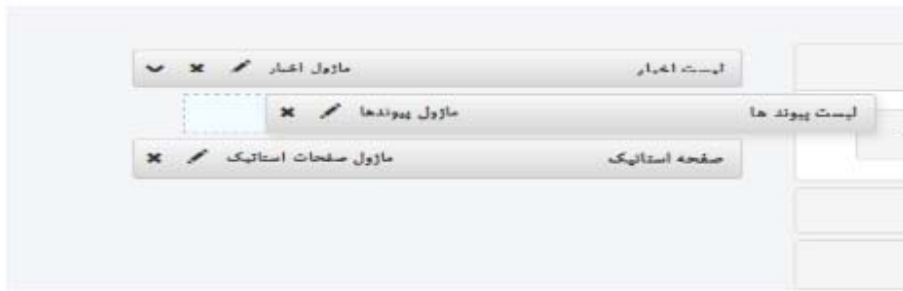 لیست اخبار ماژول اخبار
لیست پیوند ها ماژول پیوندها
صفحه استاتیک ماژول صفحات استاتیک